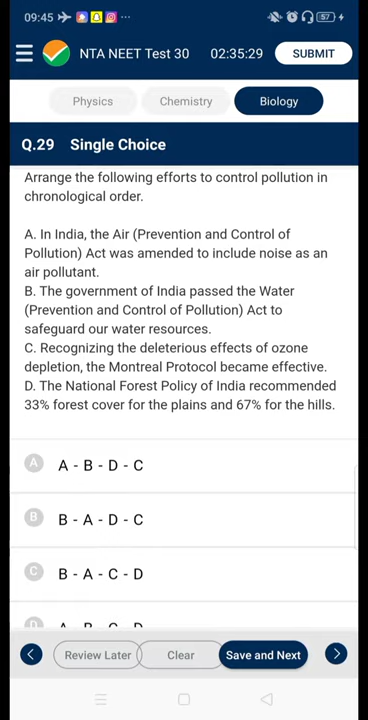 09:45
57
NTA NEET Test 30 02:35:29 SUBMIT
Physics Chemistry Biology
Q.29 Single Choice
Arrange the following efforts to control pollution in
chronological order.
A. In India, the Air (Prevention and Control of
Pollution) Act was amended to include noise as an
air pollutant.
B. The government of India passed the Water
(Prevention and Control of Pollution) Act to
safeguard our water resources.
C. Recognizing the deleterious effects of ozone
depletion, the Montreal Protocol became effective.
D. The National Forest Policy of India recommended
33% forest cover for the plains and 67% for the hills.
A A - B - D - C
B B - A - D - C
C B - A - C - D
D A - B - C - D
Review Later Clear Save and Next